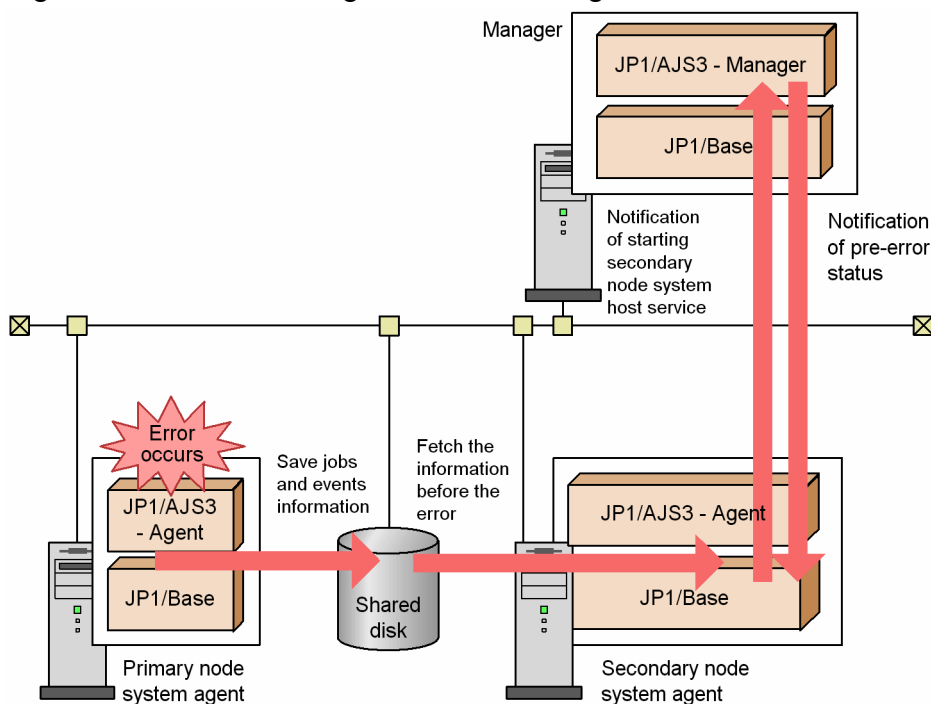 Manager
JP1/AJS3 - Manager
JP1/Base
Notification
of starting
secondary
node system
host service
Notification
of pre-error
status
Error
occurs
JP1/AJS3
- Agent
JP1/Base
Save jobs
and events
information
Fetch the
information
before the
error
Shared
disk
JP1/AJS3 - Agent
JP1/Base
Primary node
system agent
Secondary node
system agent